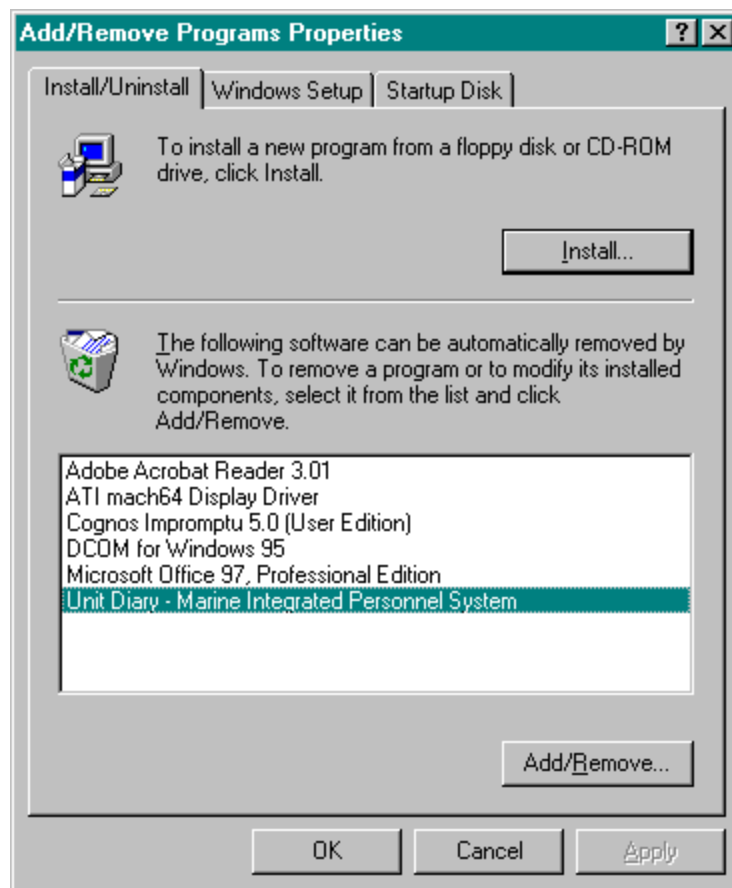 Add/Remove Programs Properties
Install/Uninstall
Windows Setup
Startup Disk
To install a new program from a floppy disk or CD-ROM
drive, click Install.
Install...
The following software can be automatically removed by
Windows. To remove a program or to modify its installed
components, select it from the list and click
Add/Remove.
Adobe Acrobat Reader 3.01
ATI mach64 Display Driver
Cognos Impromptu 5.0 (User Edition)
DCOM for Windows 95
Microsoft Office 97, Professional Edition
Unit Diary - Marine Integrated Personnel System
Add/Remove...
OK
Cancel
Apply